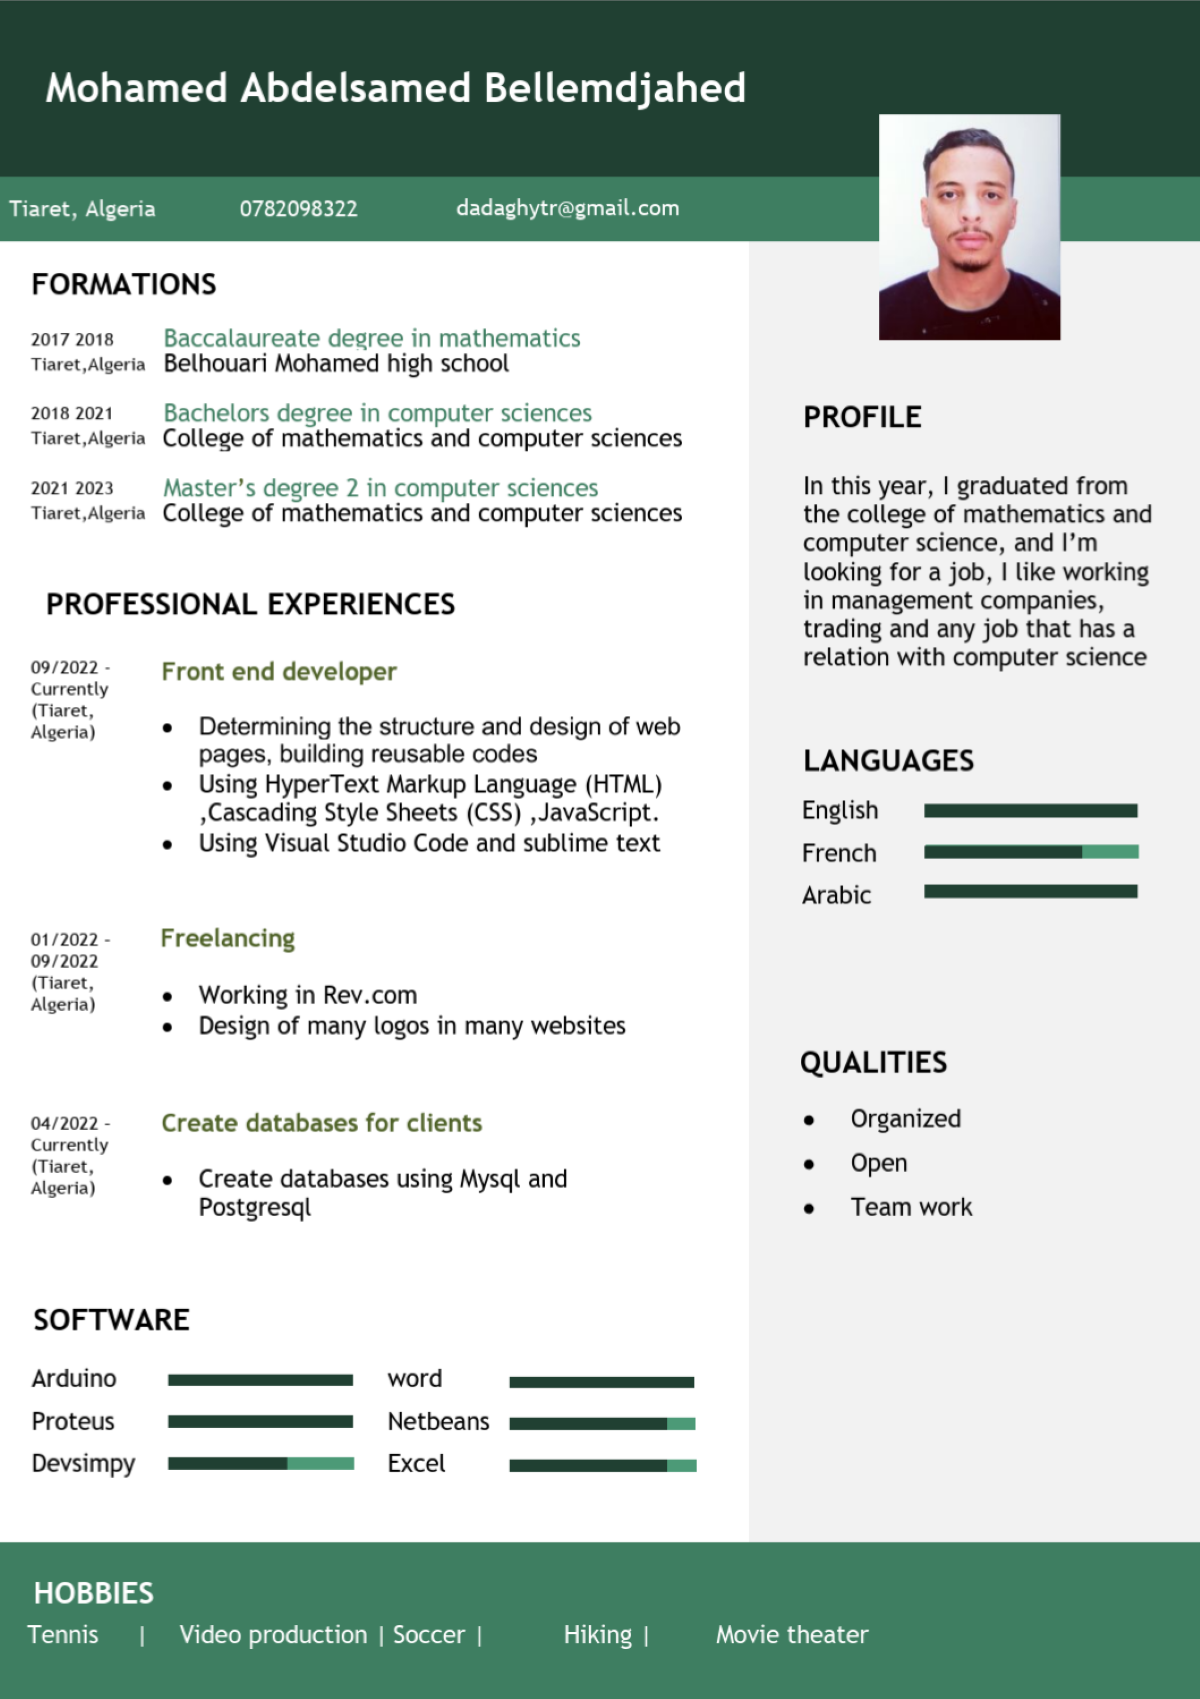 Mohamed Abdelsamed Bellemdjahed
Tiaret, Algeria
0782098322
dadaghytr@gmail.com
FORMATIONS
2017 2018
Tiaret,Algeria
Baccalaureate degree in mathematics
Belhouari Mohamed high school
2018 2021
Tiaret,Algeria
Bachelors degree in computer sciences
College of mathematics and computer sciences
2021 2023
Tiaret,Algeria
Master’s degree 2 in computer sciences
College of mathematics and computer sciences
PROFESSIONAL EXPERIENCES
09/2022 -
Currently
(Tiaret,
Algeria)
Front end developer
• Determining the structure and design of web
pages, building reusable codes
• Using HyperText Markup Language (HTML)
,Cascading Style Sheets (CSS) ,JavaScript.
• Using Visual Studio Code and sublime text
01/2022 -
09/2022
(Tiaret,
Algeria)
Freelancing
• Working in Rev.com
• Design of many logos in many websites
04/2022 -
Currently
(Tiaret,
Algeria)
Create databases for clients
• Create databases using Mysql and
Postgresql
SOFTWARE
Arduino
Proteus
Devsimpy
word
Netbeans
Excel
PROFILE
In this year, I graduated from
the college of mathematics and
computer science, and I’m
looking for a job, I like working
in management companies,
trading and any job that has a
relation with computer science
LANGUAGES
English
French
Arabic
QUALITIES
• Organized
• Open
• Team work
HOBBIES
Tennis | Video production | Soccer | Hiking | Movie theater